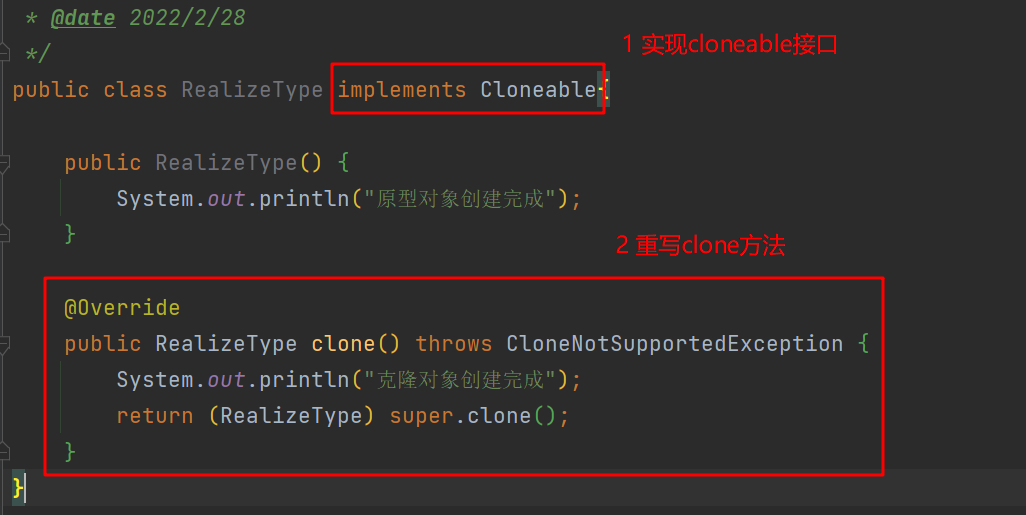 * @date 2022/2/28
*/
1 实现cloneable接口
public class RealizeType implements Cloneable{
public RealizeType() {
System.out.println("原型对象创建完成");
}
2 重写clone方法
@Override
public RealizeType clone() throws CloneNotSupportedException {
System.out.println("克隆对象创建完成");
return (RealizeType) super.clone();
}
}